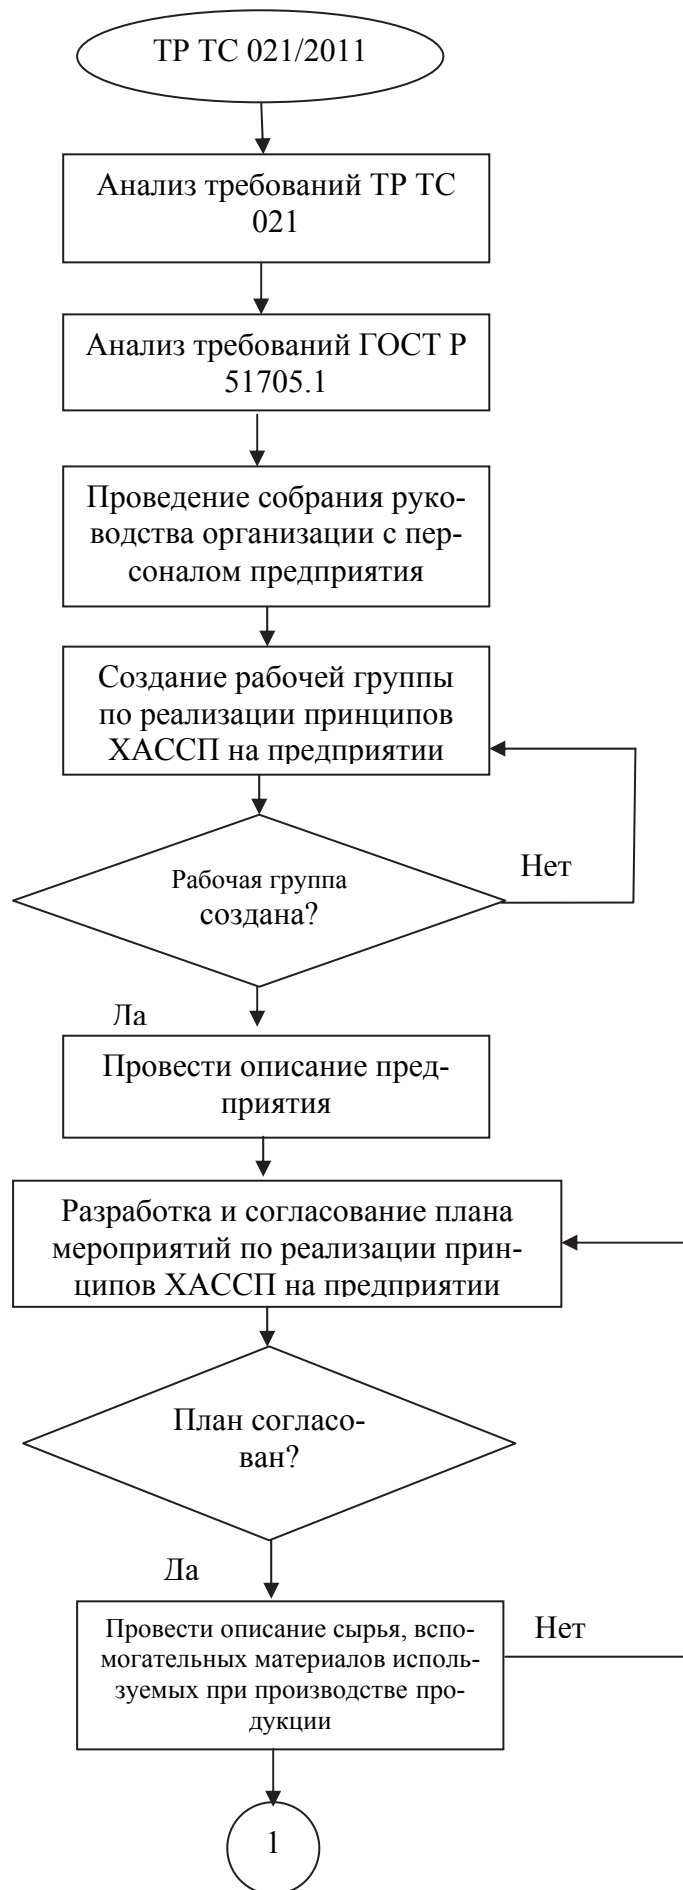 ТР ТС 021/2011
Анализ требований ТР ТС
021
Анализ требований ГОСТ Р
51705.1
Проведение собрания руко-
водства организации с пер-
соналом предприятия
Создание рабочей группы
по реализации принципов
ХАССП на предприятии
Рабочая группа
создана?
Нет
Да
Провести описание пред-
приятия
Разработка и согласование плана
мероприятий по реализации прин-
ципов ХАССП на предприятии
План согласо-
ван?
Да
Провести описание сырья, вспо-
могательных материалов исполь-
зуемых при производстве про-
дукции
Нет
1